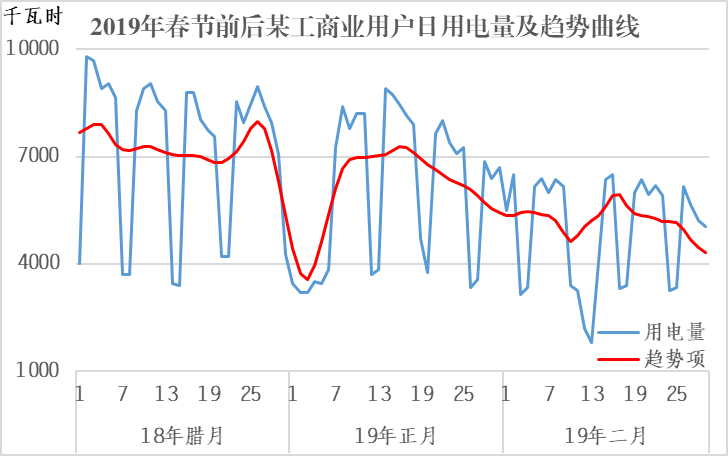 千瓦时
2019年春节前后某工商业用户日用电量及趋势曲线
10000
7000
4000
1000
用电量
趋势项
1 7 13 19 25 1 7 13 19 25 1 7 13 19 25
18年腊月 19年正月 19年二月